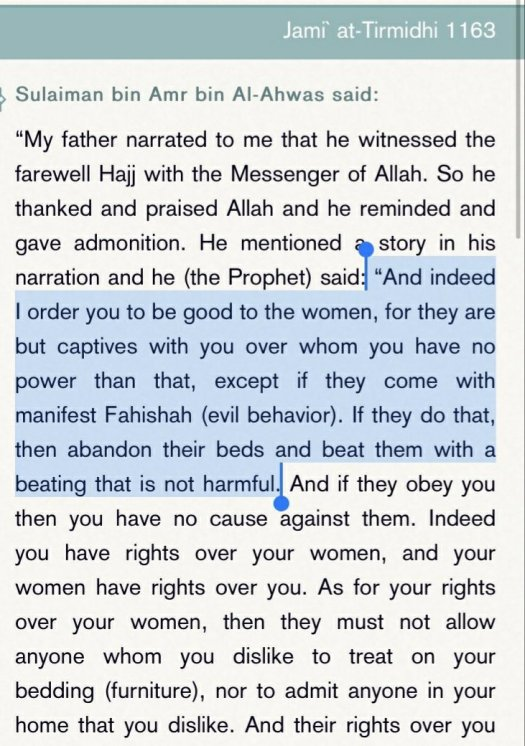 Jami` at-Tirmidhi 1163
Sulaiman bin Amr bin Al-Ahwas said:
“My father narrated to me that he witnessed the
farewell Hajj with the Messenger of Allah. So he
thanked and praised Allah and he reminded and
gave admonition. He mentioned a story in his
narration and he (the Prophet) said: “And indeed
I order you to be good to the women, for they are
but captives with you over whom you have no
power than that, except if they come with
manifest Fahishah (evil behavior). If they do that,
then abandon their beds and beat them with a
beating that is not harmful. And if they obey you
then you have no cause against them. Indeed
you have rights over your women, and your
women have rights over you. As for your rights
over your women, then they must not allow
anyone whom you dislike to treat on your
bedding (furniture), nor to admit anyone in your
home that you dislike. And their rights over you